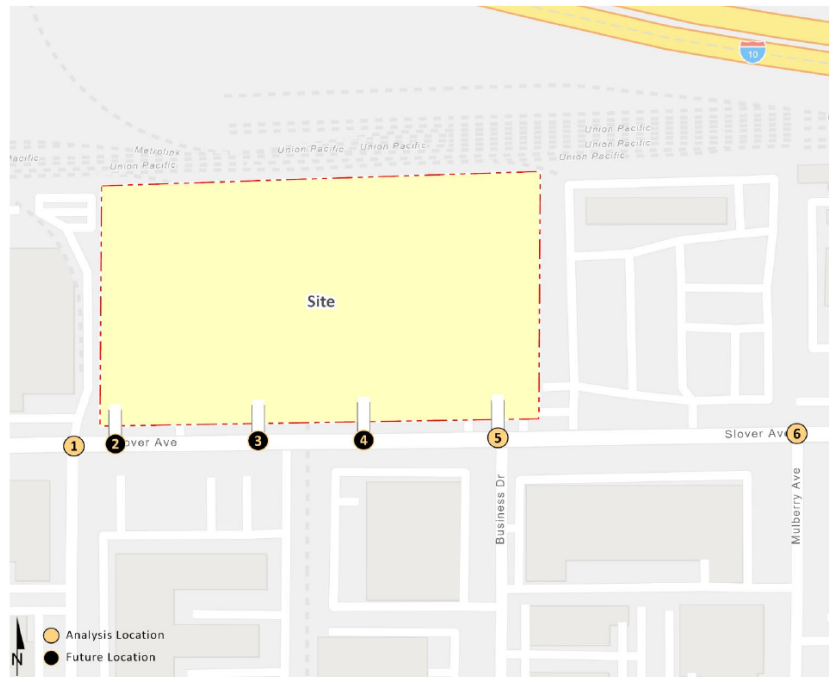 10
Union Pacific
Metrolink
Union Pacific
Union Pacific
Union Pacific
acific
Union Pacific
Union Pacific
Site
1
2
lover Ave
3
4
5
Slover Ave
6
Business Dr
Mulberry Ave
N
Analysis Location
Future Location